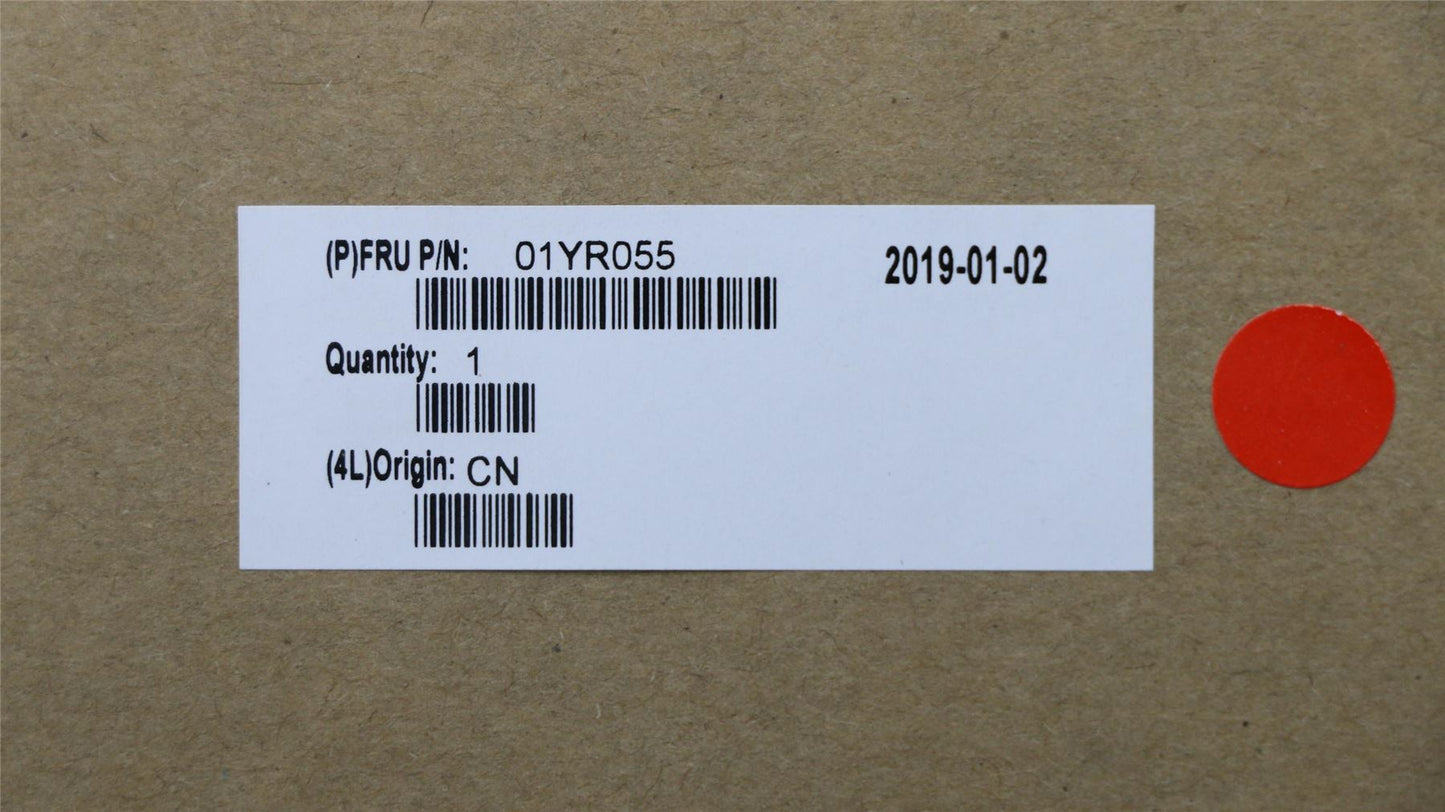 (P)FRU P/N: 01YR055
2019-01-02
Quantity: 1
(4L)Origin: CN